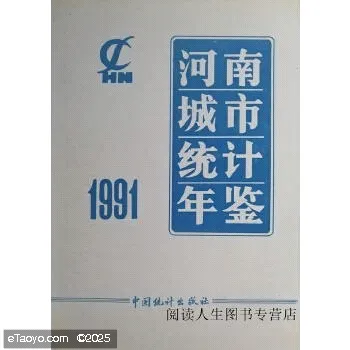 HN
河南
城市
统计
年鉴
1991
中国统计出版社
阅读人生图书专营店
eTaoyo.com ©2025